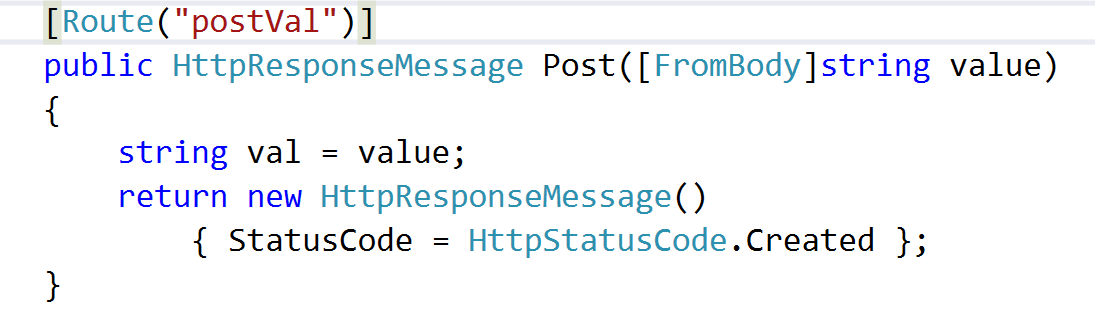 [Route("postVal")]
public HttpResponseMessage Post([FromBody]string value)
{
    string val = value;
    return new HttpResponseMessage()
        { StatusCode = HttpStatusCode.Created };
}